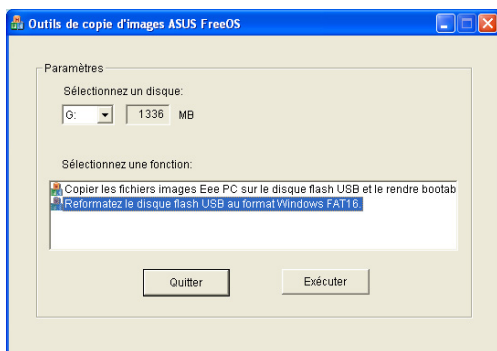 Outils de copie d'images ASUS FreeOS
Paramètres
Sélectionnez un disque:
G: 1336 MB
Sélectionnez une fonction:
Copier les fichiers images Eee PC sur le disque flash USB et le rendre bootab
Reformatez le disque flash USB au format Windows FAT16.
Quitter Exécuter